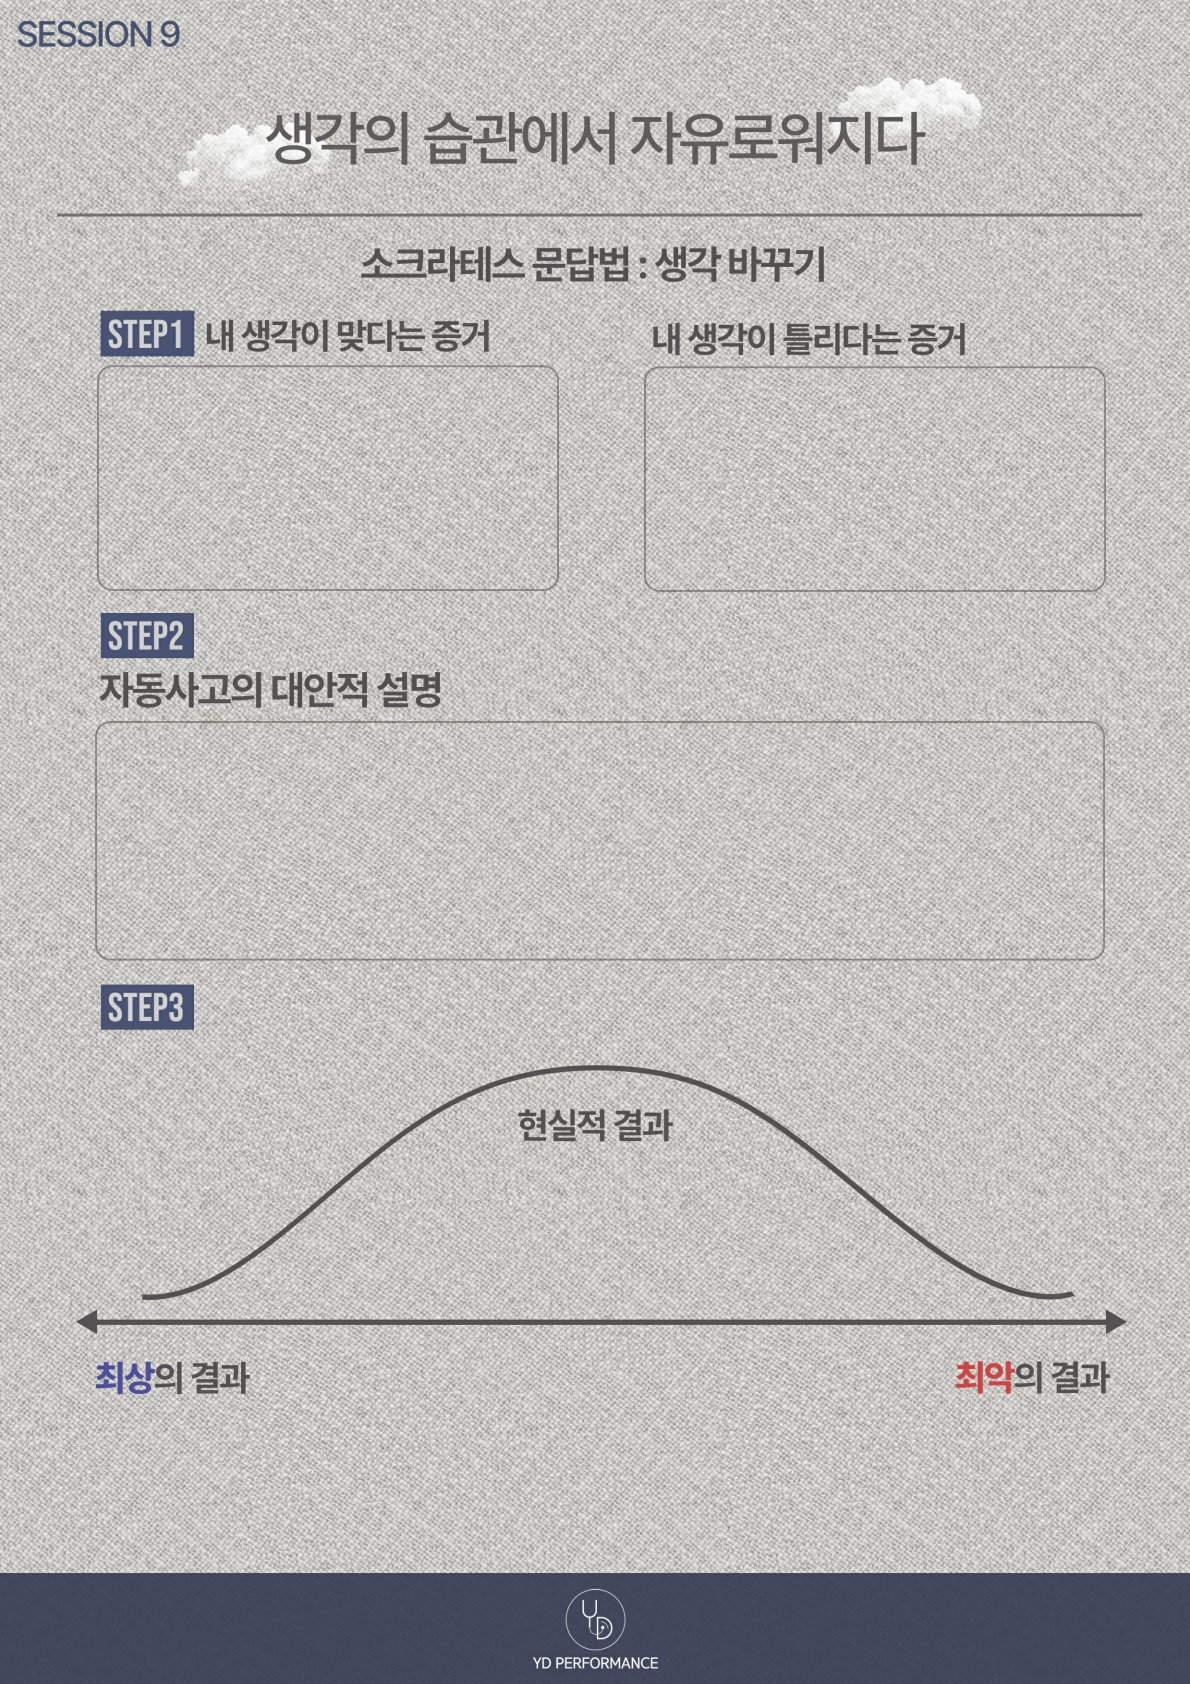 SESSION 9
생각의 습관에서 자유로워지다
소크라테스 문답법 : 생각 바꾸기
STEP1 내 생각이 맞다는 증거
내 생각이 틀리다는 증거
STEP2
자동사고의 대안적 설명
STEP3
현실적 결과
최상의 결과
최악의 결과
YD
YD PERFORMANCE